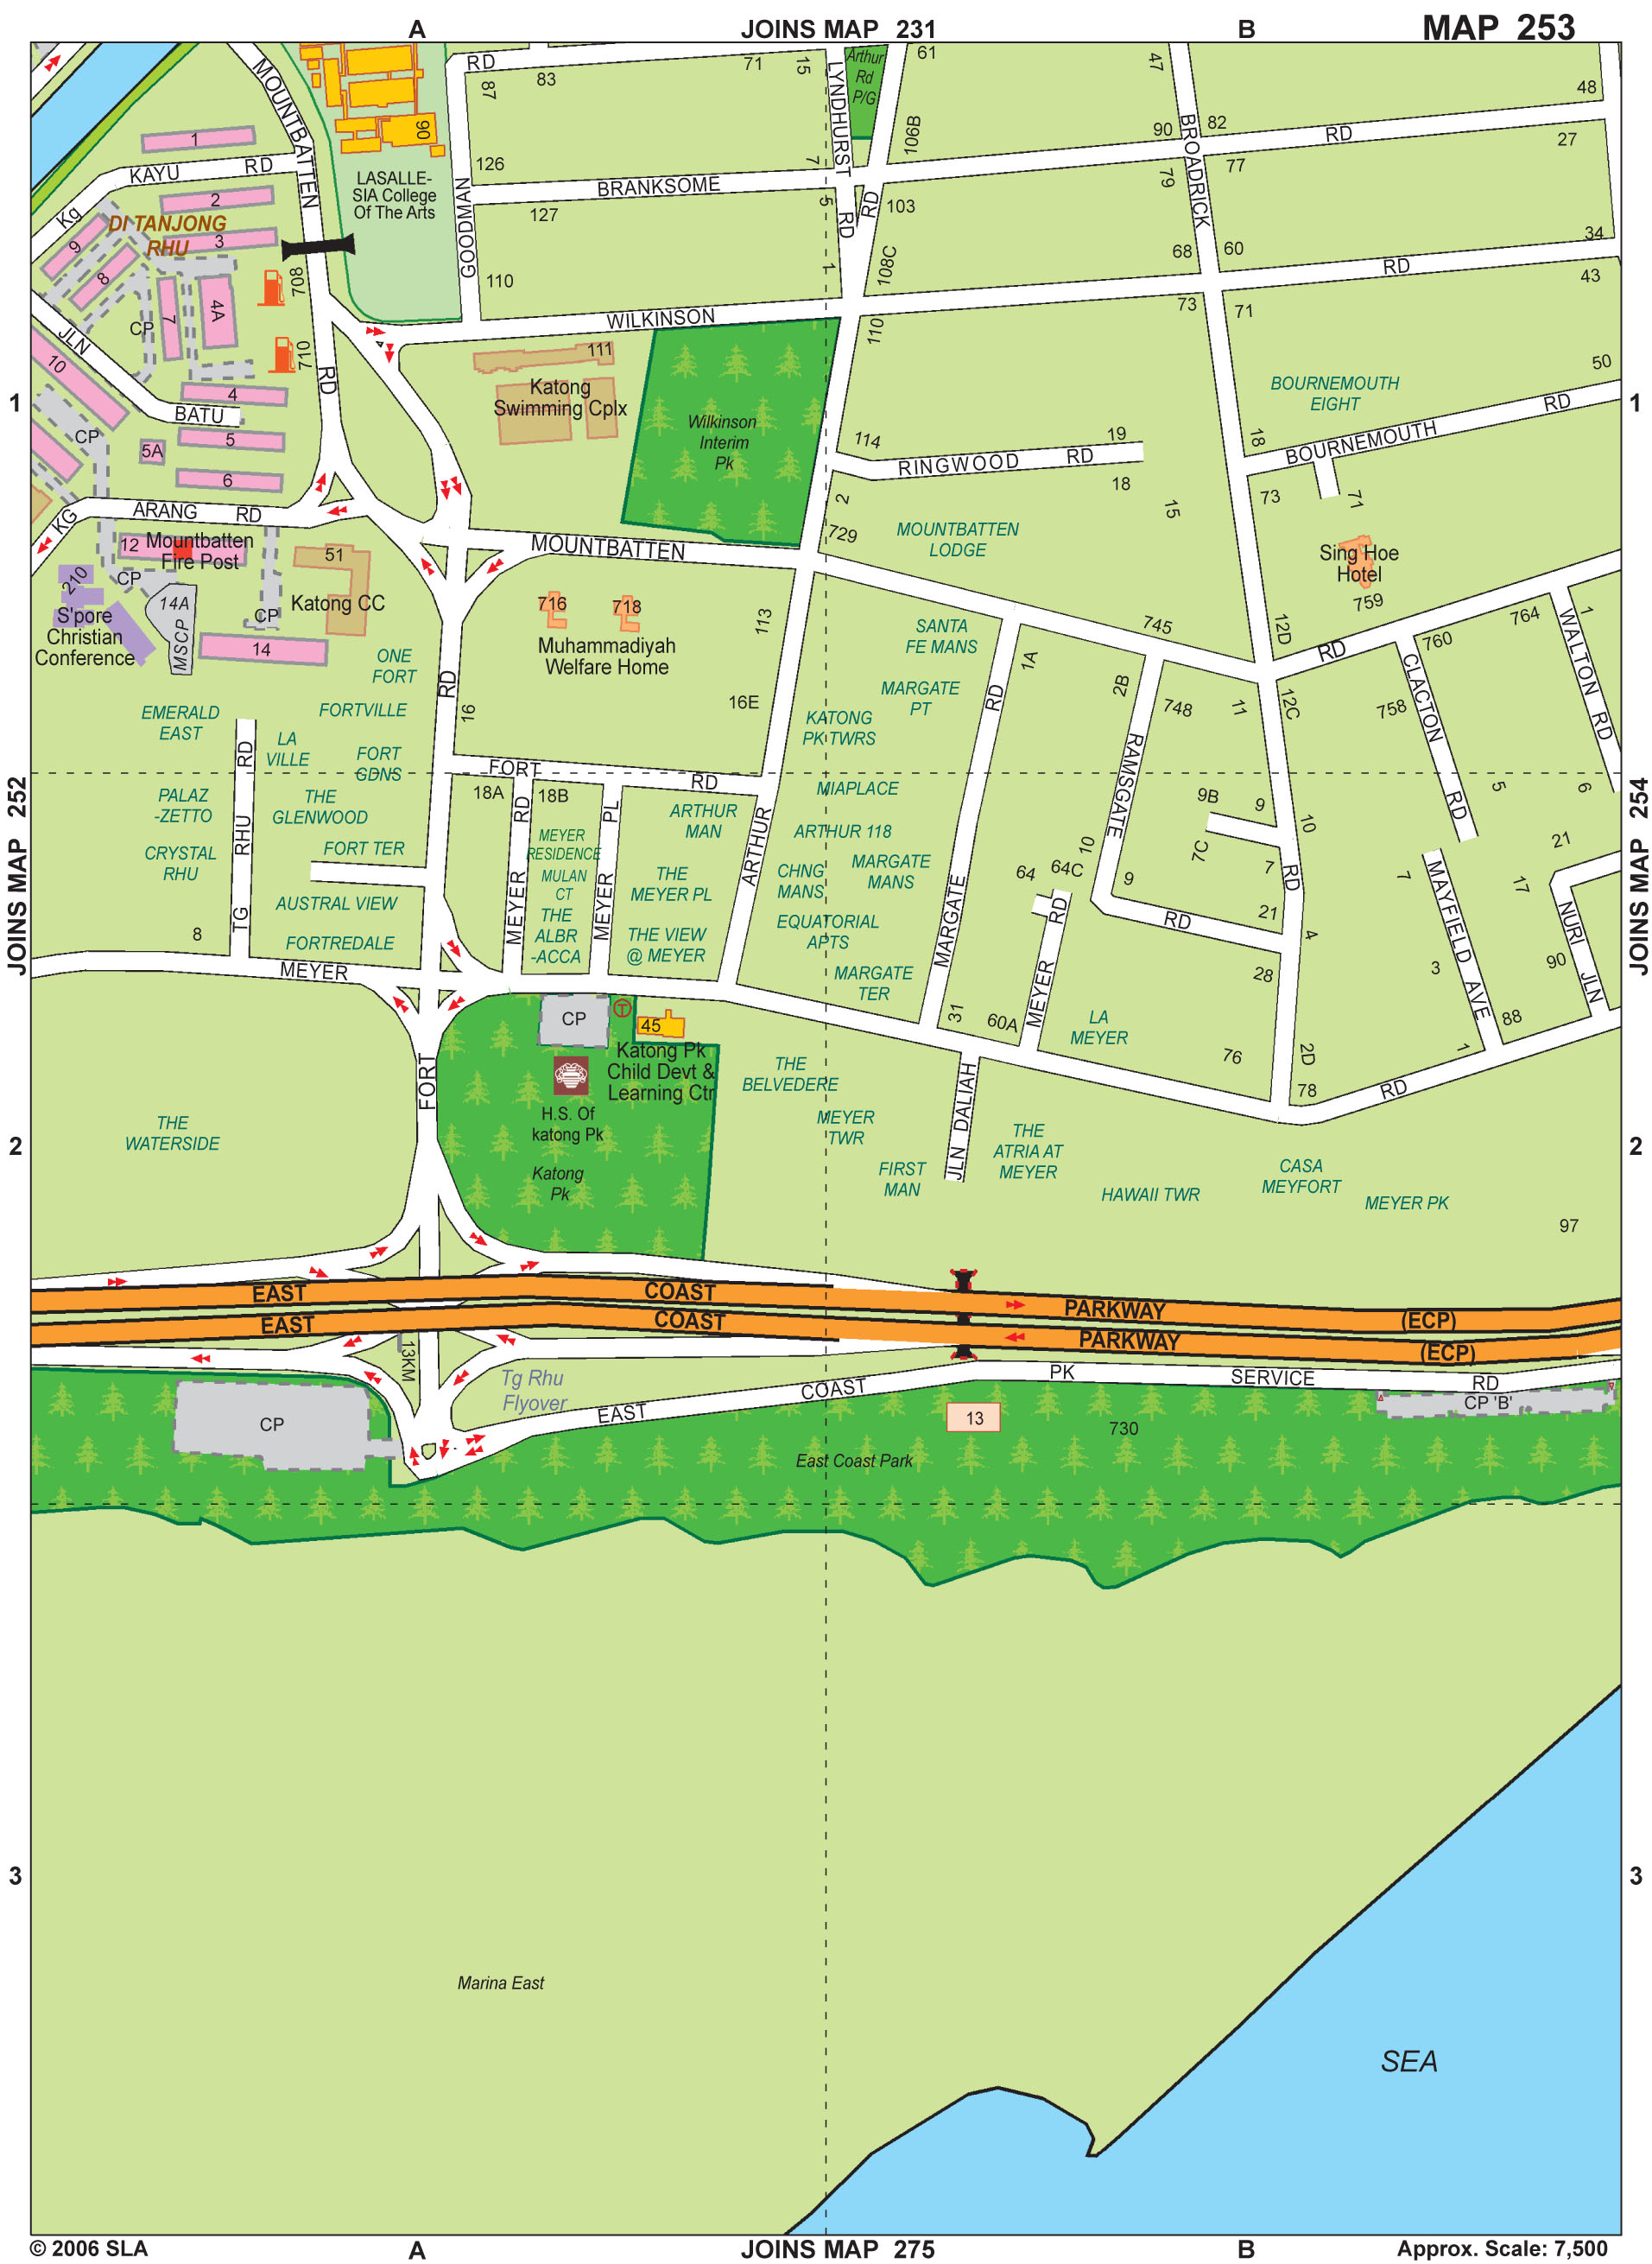 A
JOINS MAP 231
B
MAP 253
MOUNTBATTEN
RD
83
71
15
LYNDHURST
Arthur
Rd
P/G
61
47
48
87
90
82
RD
27
106B
BROADRICK
1
126
7
77
79
KAYU
RD
LASALLE-
SIA College
Of The Arts
90
BRANKSOME
127
5
RD
RD
103
Kg
2
DI TANJONG
RHU
3
9
8
GOODMAN
110
1
108C
68
60
34
RD
43
708
7
4A
CP
WILKINSON
110
73
71
JLN
710
111
Katong
Swimming Cplx
50
10
RD
4
BATU
BOURNEMOUTH
EIGHT
RD
1
1
CP
5
5A
6
Wilkinson
Interim
Pk
114
19
RINGWOOD RD
18
18
BOURNEMOUTH
73
71
15
2
729
KG
ARANG RD
12
Mountbatten
Fire Post
51
MOUNTBATTEN
MOUNTBATTEN
LODGE
Sing Hoe
Hotel
759
210
CP
14A
MSCP
CP
Katong CC
S'pore
Christian
Conference
14
716
718
Muhammadiyah
Welfare Home
113
SANTA
FE MANS
745
12D
RD
760
764
1
WALTON RD
ONE
FORT
RD
16
16E
1A
RD
MARGATE
PT
2B
748
11
12C
758
CLACTON
RD
EMERALD
EAST
FORTVILLE
KATONG
PK TWRS
LA
VILLE
FORT
GDNS
RD
RHU
TG
FORT
RD
RAMSGATE
JOINS MAP 252
PALAZ
-ZETTO
THE
GLENWOOD
18A
RD
18B
PL
ARTHUR
MAN
MIAPLACE
9B
9
10
5
6
JOINS MAP 254
CRYSTAL
RHU
FORT TER
MEYER
RESIDENCE
MULAN
CT
ARTHUR
ARTHUR 118
7C
7
21
64
64C
10
9
CHNG
MANS
MARGATE
MANS
THE
MEYER PL
MEYER
MEYER
RD
7
MAYFIELD AVE
17
AUSTRAL VIEW
THE
ALBR
-ACCA
EQUATORIAL
APTS
MARGATE
RD
RD
21
4
NURI
JLN
8
FORTREDALE
THE VIEW
@ MEYER
MEYER
MARGATE
TER
28
3
90
31
MEYER
60A
LA
MEYER
88
CP
T
45
Katong Pk
Child Devt &
Learning Ctr
THE
BELVEDERE
76
2D
1
78
RD
FORT
H.S. Of
katong Pk
JLN DALIAH
2
THE
WATERSIDE
MEYER
TWR
THE
ATRIA AT
MEYER
2
Katong
Pk
FIRST
MAN
HAWAII TWR
CASA
MEYFORT
MEYER PK
97
EAST
COAST
PARKWAY
(ECP)
EAST
COAST
PARKWAY
(ECP)
13KM
Tg Rhu
Flyover
EAST
COAST
PK
SERVICE
RD
CP
13
730
CP 'B'
East Coast Park
3
3
Marina East
SEA
© 2006 SLA
A
JOINS MAP 275
B
Approx. Scale: 7,500